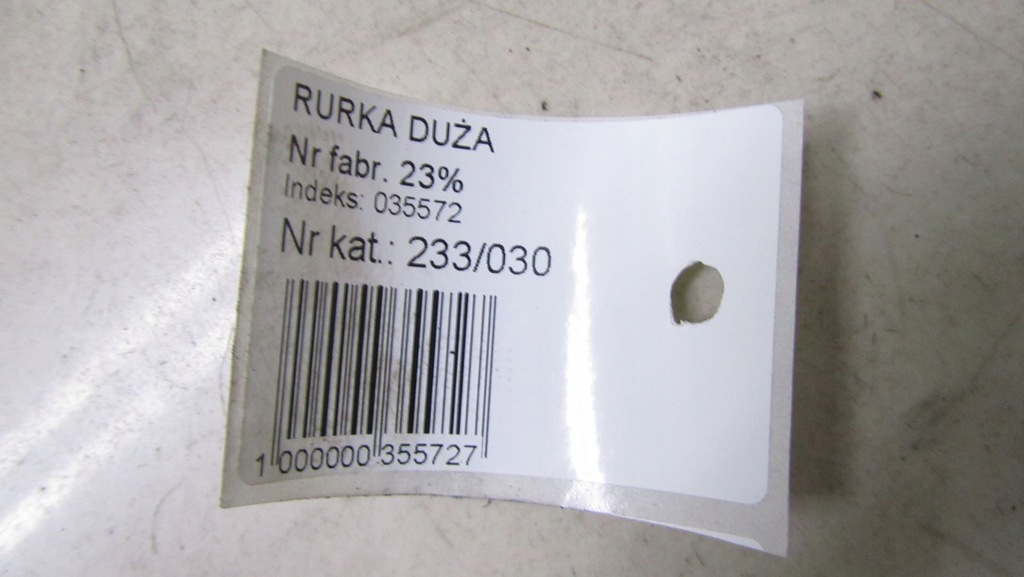 RURKA DUŻA
Nr fabr. 23%
Indeks: 035572
Nr kat.: 233/030
1 000000 355727